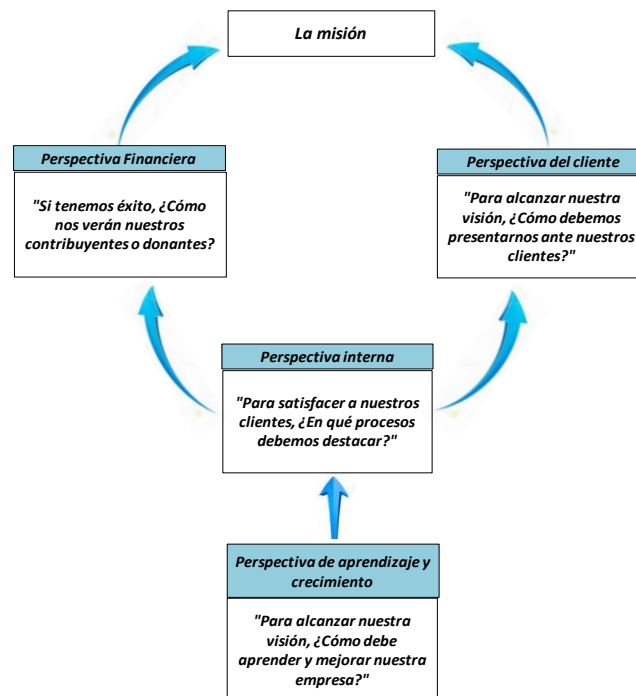 La misión
Perspectiva Financiera
"Si tenemos éxito, ¿Cómo
nos verán nuestros
contribuyentes o donantes?
Perspectiva del cliente
"Para alcanzar nuestra
visión, ¿Cómo debemos
presentarnos ante nuestros
clientes?"
Perspectiva interna
"Para satisfacer a nuestros
clientes, ¿En qué procesos
debemos destacar?"
Perspectiva de aprendizaje y
crecimiento
"Para alcanzar nuestra
visión, ¿Cómo debe
aprender y mejorar nuestra
empresa?"